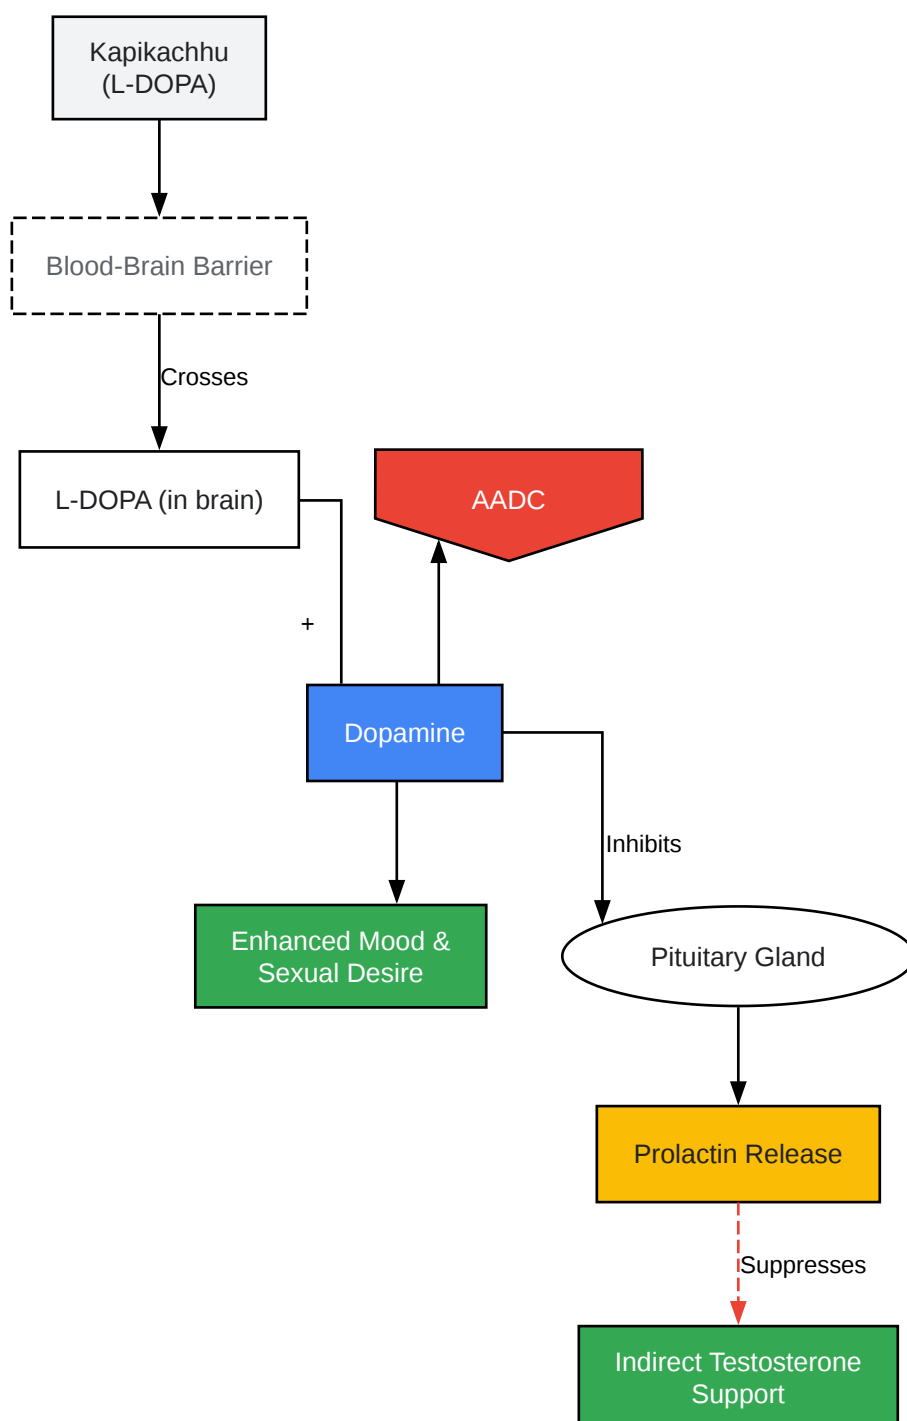 Kapikachhu
(L-DOPA)
Blood-Brain Barrier
Crosses
L-DOPA (in brain)
AADC
+
Dopamine
Inhibits
Enhanced Mood &
Sexual Desire
Pituitary Gland
Prolactin Release
Suppresses
Indirect Testosterone
Support